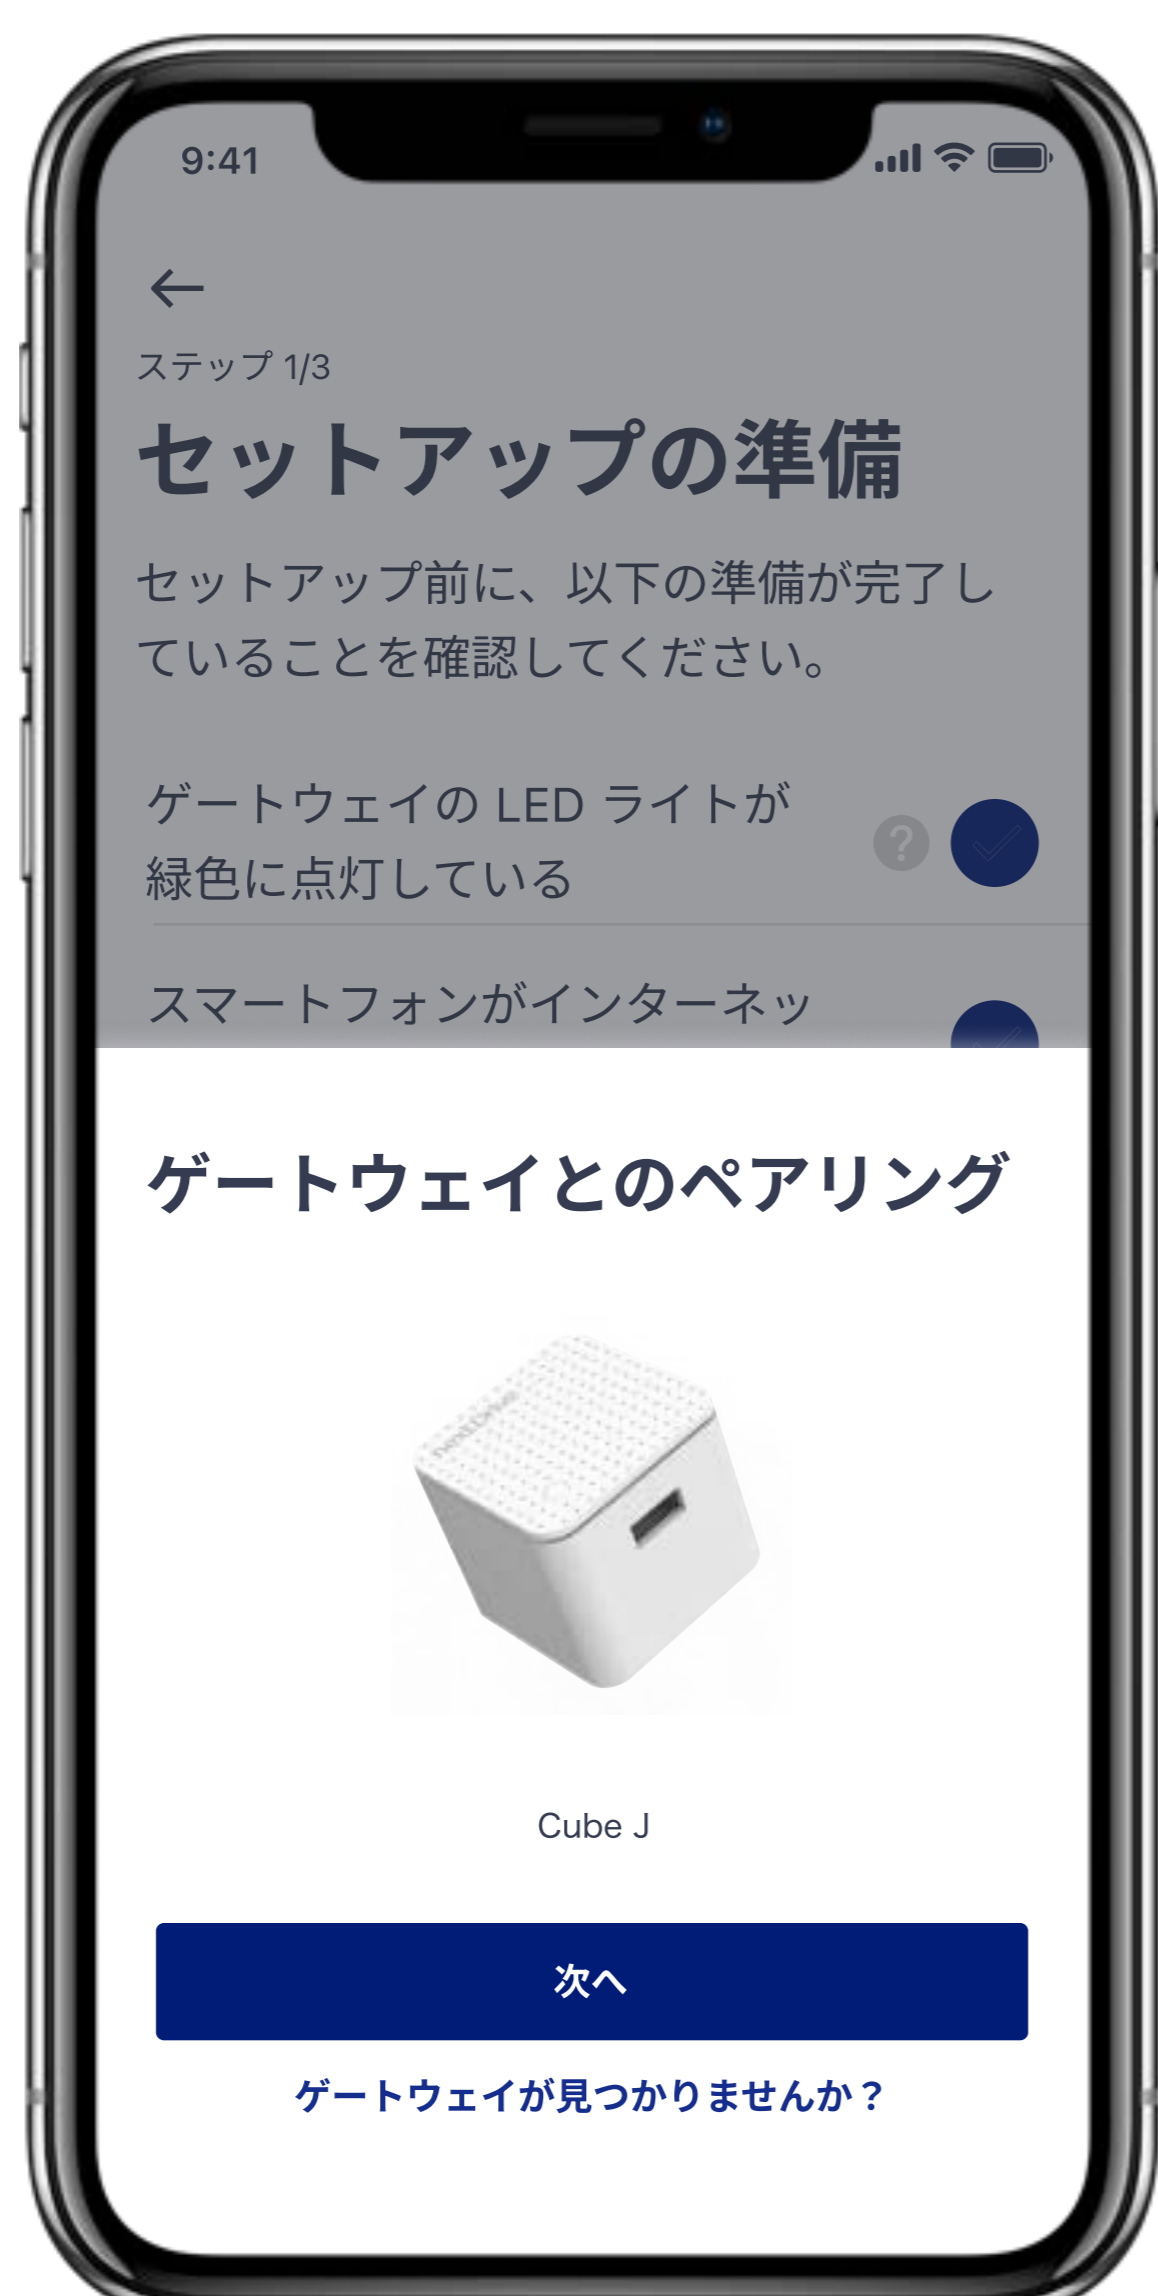 9:41
ステップ 1/3
セットアップの準備
セットアップ前に、以下の準備が完了し
ていることを確認してください。
ゲートウェイの LED ライトが
緑色に点灯している
?
スマートフォンがインターネッ
ゲートウェイとのペアリング
Cube J
次へ
ゲートウェイが見つかりませんか？